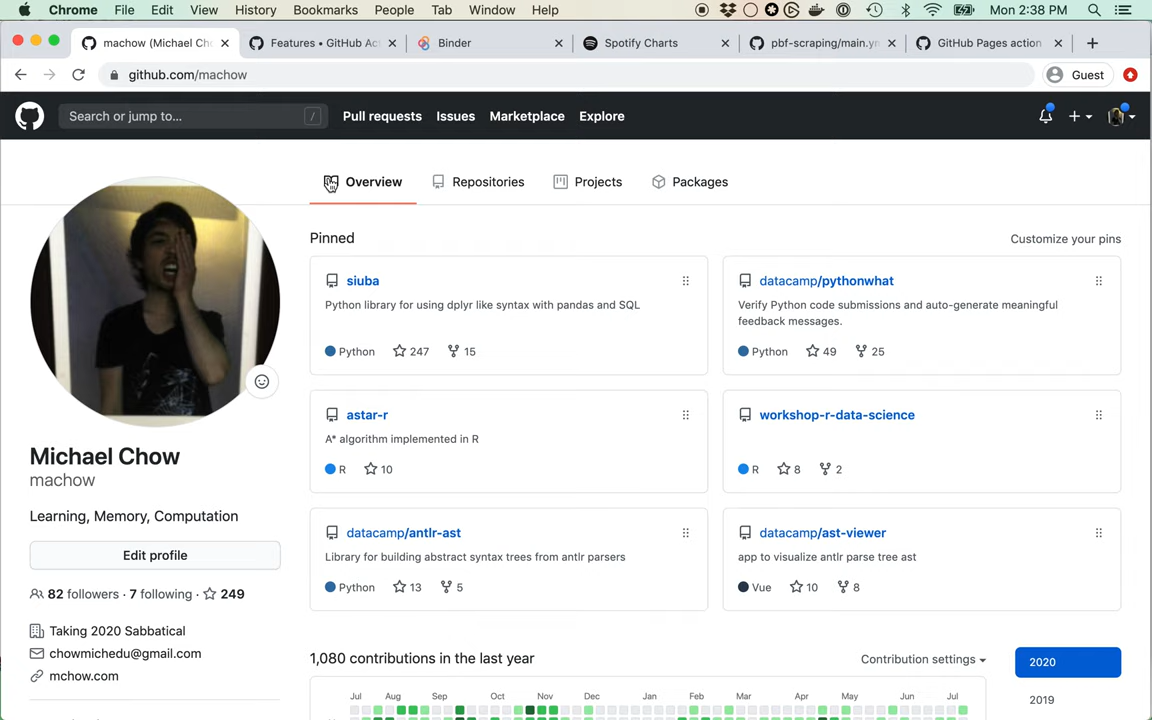 Chrome File Edit View History Bookmarks People Tab Window Help Mon 2:38 PM
machow (Michael Ch Features • GitHub Ac Binder Spotify Charts pbf-scraping/main.ym GitHub Pages action
github.com/machow Guest
Search or jump to... / Pull requests Issues Marketplace Explore
Overview Repositories Projects Packages
Pinned Customize your pins
siuba
Python library for using dplyr like syntax with pandas and SQL
Python 247 15
datacamp/pythonwhat
Verify Python code submissions and auto-generate meaningful
feedback messages.
Python 49 25
astar-r
A* algorithm implemented in R
R 10
workshop-r-data-science
R 8 2
datacamp/antlr-ast
Library for building abstract syntax trees from antlr parsers
Python 13 5
datacamp/ast-viewer
app to visualize antlr parse tree ast
Vue 10 8
Michael Chow
machow
Learning, Memory, Computation
Edit profile
82 followers · 7 following · 249
Taking 2020 Sabbatical
chowmichedu@gmail.com
mchow.com
1,080 contributions in the last year Contribution settings 2020
Jul Aug Sep Oct Nov Dec Jan Feb Mar Apr May Jun Jul
2019